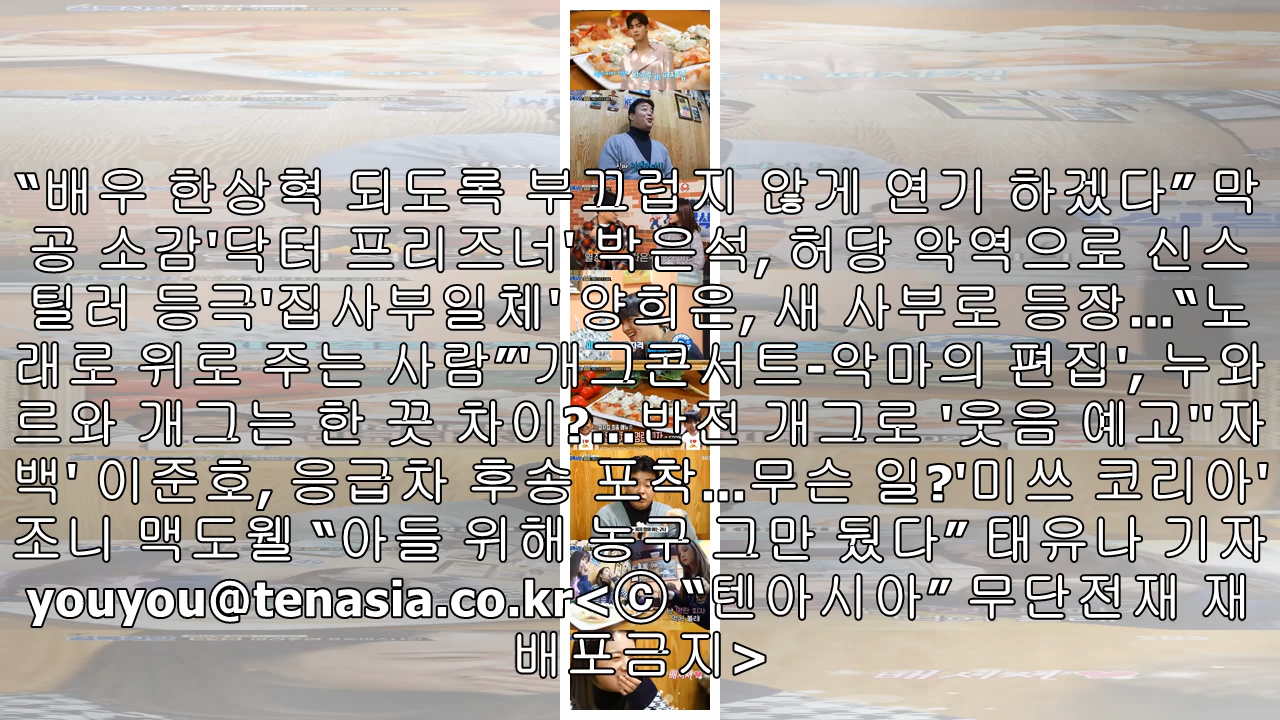 “배우 한상혁 되도록 부끄럽지 않게 연기 하겠다” 막
공 소감'닥터 프리즈너' 박은석, 허당 악역으로 신스
틸러 등극'집사부일체' 양희은, 새 사부로 등장...“노
래로 위로 주는 사람”'개그콘서트-악마의 편집', 누와
르와 개그는 한 끗 차이?...반전 개그로 '웃음 예고"자
백' 이준호, 응급차 후송 포착...무슨 일?'미쓰 코리아'
조니 맥도웰 “아들 위해 농구 그만 뒀다” 태유나 기자
youyou@tenasia.co.kr<ⓒ “텐아시아” 무단전재 재
배포금지>